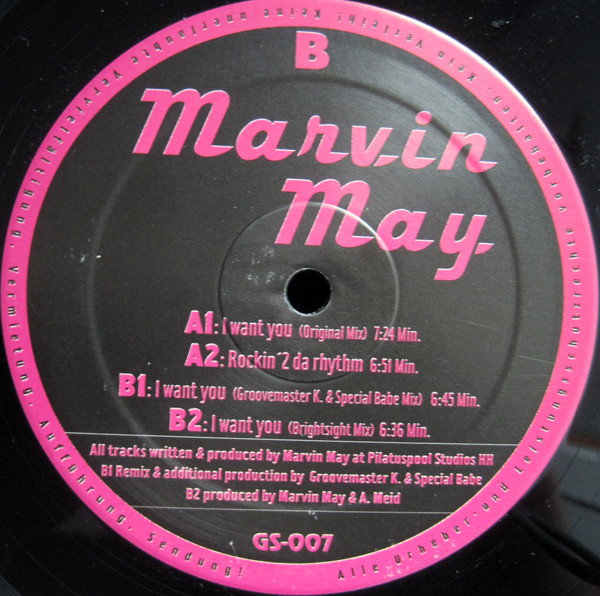 B
Marvin
May
A1: I want you (Original Mix) 7:24 Min.
A2: Rockin´2 da rhythm 6:51 Min.
B1: I want you (Groovemaster K. & Special Babe Mix) 6:45 Min.
B2: I want you (Brightsight Mix) 6:36 Min.
All tracks written & produced by Marvin May at Pilatuspool Studios HH
B1 Remix & additional production by Groovemaster K. & Special Babe
B2 produced by Marvin May & A. Meid
GS-007
Alle Urheber-und Leistungsschutzrechte vorbehalten. Kein Verleih! Keine unerlaubte Vervielfältigung, Vermietung, Aufführung, Sendung!